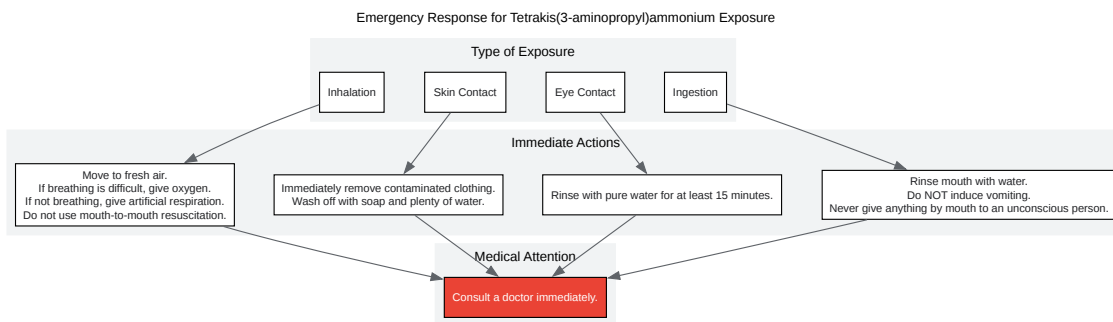 Emergency Response for Tetrakis(3-aminopropyl)ammonium Exposure
Type of Exposure
Inhalation
Skin Contact
Eye Contact
Ingestion
Immediate Actions
Move to fresh air.
If breathing is difficult, give oxygen.
If not breathing, give artificial respiration.
Do not use mouth-to-mouth resuscitation.
Immediately remove contaminated clothing.
Wash off with soap and plenty of water.
Rinse with pure water for at least 15 minutes.
Rinse mouth with water.
Do NOT induce vomiting.
Never give anything by mouth to an unconscious person.
Medical Attention
Consult a doctor immediately.